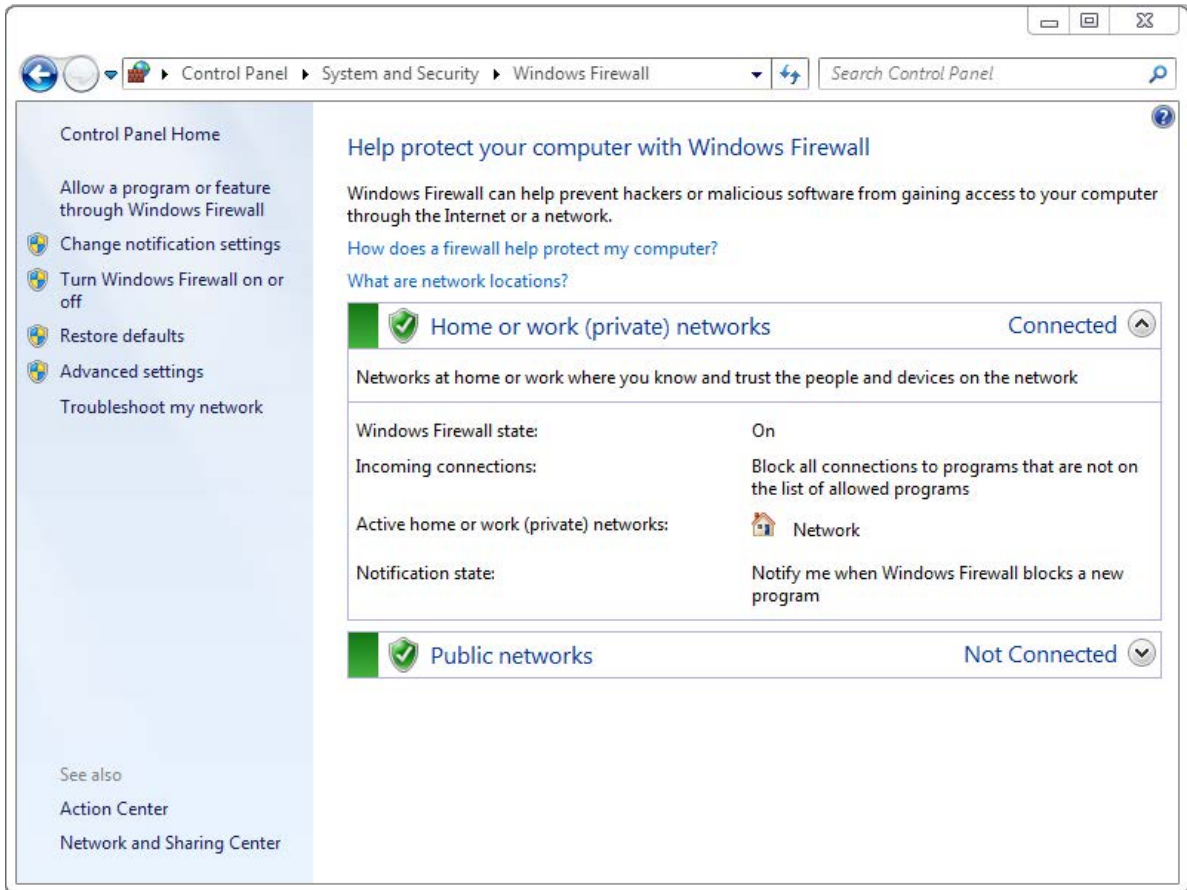 Control Panel
System and Security
Windows Firewall
Search Control Panel
Control Panel Home
Allow a program or feature
through Windows Firewall
Change notification settings
Turn Windows Firewall on or
off
Restore defaults
Advanced settings
Troubleshoot my network
See also
Action Center
Network and Sharing Center
Help protect your computer with Windows Firewall
Windows Firewall can help prevent hackers or malicious software from gaining access to your computer
through the Internet or a network.
How does a firewall help protect my computer?
What are network locations?
Home or work (private) networks Connected
Networks at home or work where you know and trust the people and devices on the network
Windows Firewall state: On
Incoming connections: Block all connections to programs that are not on
the list of allowed programs
Active home or work (private) networks: Network
Notification state: Notify me when Windows Firewall blocks a new
program
Public networks Not Connected